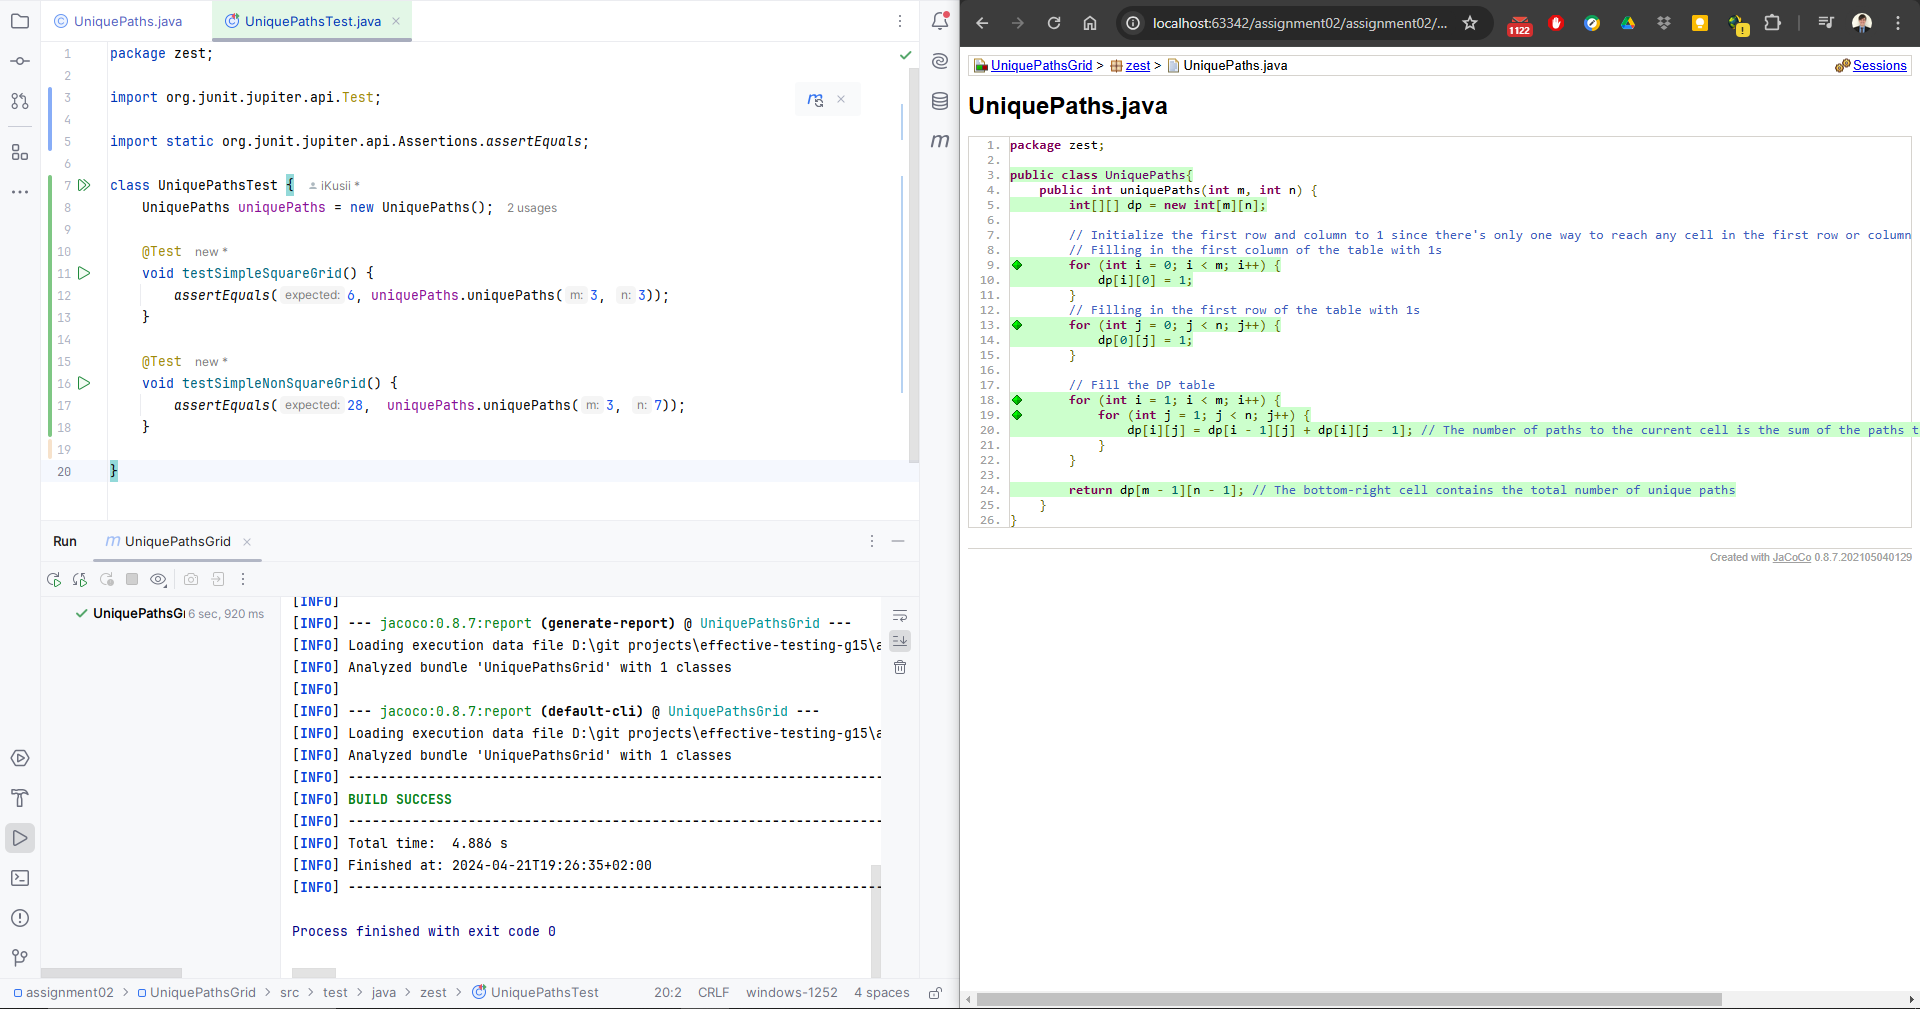 UniquePaths.java
UniquePathsTest.java
1 package zest;
2
3 import org.junit.jupiter.api.Test;
4
5 import static org.junit.jupiter.api.Assertions.assertEquals;
6
7 class UniquePathsTest { iKusii *
8 UniquePaths uniquePaths = new UniquePaths(); 2 usages
9
10 @Test new *
11 void testSimpleSquareGrid() {
12 assertEquals( expected: 6, uniquePaths.uniquePaths( m: 3, n: 3));
13 }
14
15 @Test new *
16 void testSimpleNonSquareGrid() {
17 assertEquals( expected: 28, uniquePaths.uniquePaths( m: 3, n: 7));
18 }
19
20 }
Run
UniquePathsGrid
UniquePathsG 6 sec, 920 ms
[INFO]
[INFO] --- jacoco:0.8.7:report (generate-report) @ UniquePathsGrid ---
[INFO] Loading execution data file D:\git projects\effective-testing-g15\a
[INFO] Analyzed bundle 'UniquePathsGrid' with 1 classes
[INFO]
[INFO] --- jacoco:0.8.7:report (default-cli) @ UniquePathsGrid ---
[INFO] Loading execution data file D:\git projects\effective-testing-g15\a
[INFO] Analyzed bundle 'UniquePathsGrid' with 1 classes
[INFO] ------------------------------------------------------------------
[INFO] BUILD SUCCESS
[INFO] ------------------------------------------------------------------
[INFO] Total time:  4.886 s
[INFO] Finished at: 2024-04-21T19:26:35+02:00
[INFO] ------------------------------------------------------------------
Process finished with exit code 0
assignment02 > UniquePathsGrid > src > test > java > zest > UniquePathsTest
20:2 CRLF windows-1252 4 spaces
localhost:63342/assignment02/assignment02/...
1122
UniquePathsGrid > zest > UniquePaths.java
Sessions
UniquePaths.java
1. package zest;
2.
3. public class UniquePaths{
4. public int uniquePaths(int m, int n) {
5. int[][] dp = new int[m][n];
6.
7. // Initialize the first row and column to 1 since there's only one way to reach any cell in the first row or column
8. // Filling in the first column of the table with 1s
9. for (int i = 0; i < m; i++) {
10. dp[i][0] = 1;
11. }
12. // Filling in the first row of the table with 1s
13. for (int j = 0; j < n; j++) {
14. dp[0][j] = 1;
15. }
16.
17. // Fill the DP table
18. for (int i = 1; i < m; i++) {
19. for (int j = 1; j < n; j++) {
20. dp[i][j] = dp[i - 1][j] + dp[i][j - 1]; // The number of paths to the current cell is the sum of the paths t
21. }
22. }
23.
24. return dp[m - 1][n - 1]; // The bottom-right cell contains the total number of unique paths
25. }
26. }
Created with JaCoCo 0.8.7.202105040129